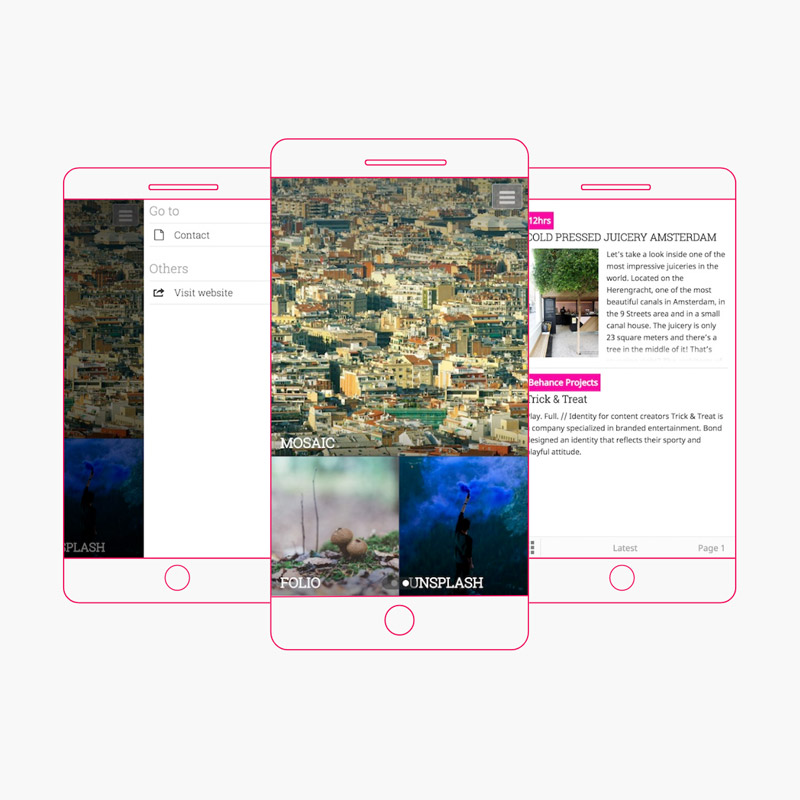 Go to
Contact
Others
Visit website
SPLASH
MOSAIC
FOLIO
UNSPLASH
12hrs
COLD PRESSED JUICERY AMSTERDAM
Let's take a look inside one of the
most impressive juiceries in the
world. Located on the
Herengracht, one of the most
beautiful canals in Amsterdam, in
the 9 Streets area and in a small
canal house. The juicery is only
23 square meters and there's a
tree in the middle of it! That's
Behance Projects
Trick & Treat
lay. Full. // Identity for content creators Trick & Treat is
company specialized in branded entertainment. Bond
esigned an identity that reflects their sporty and
layful attitude.
Latest
Page 1